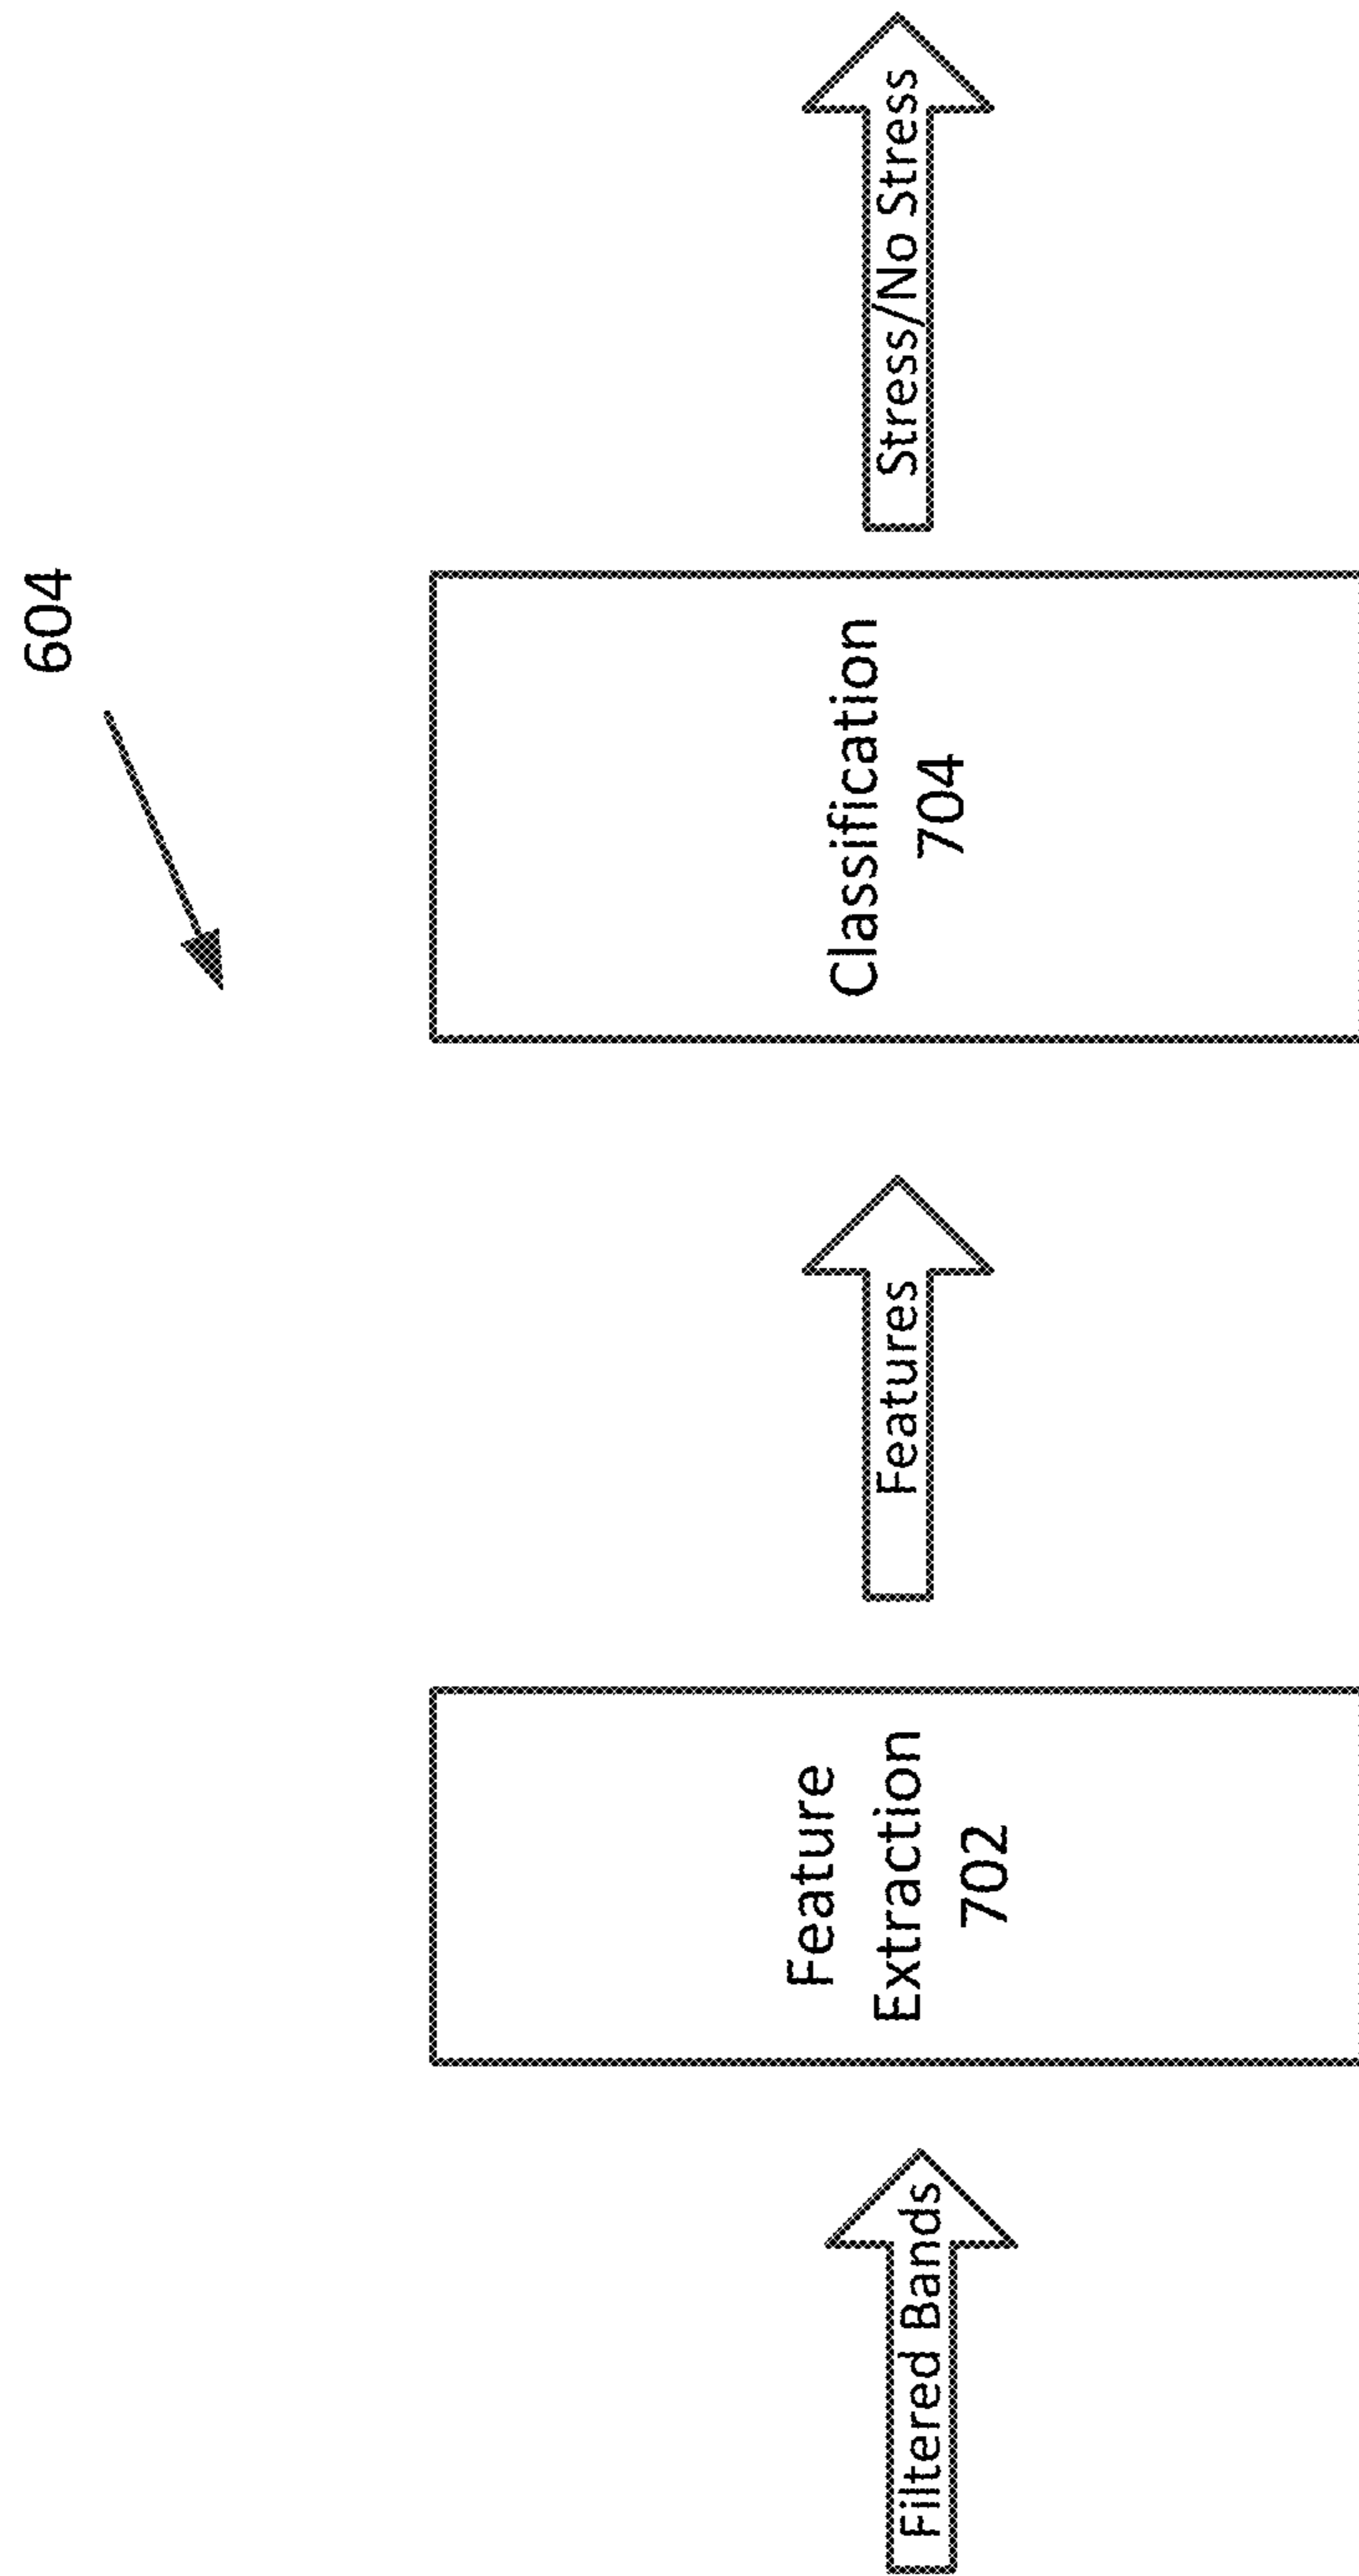 604
Filtered Bands
Feature
Extraction
702
Features
Classification
704
Stress/No Stress